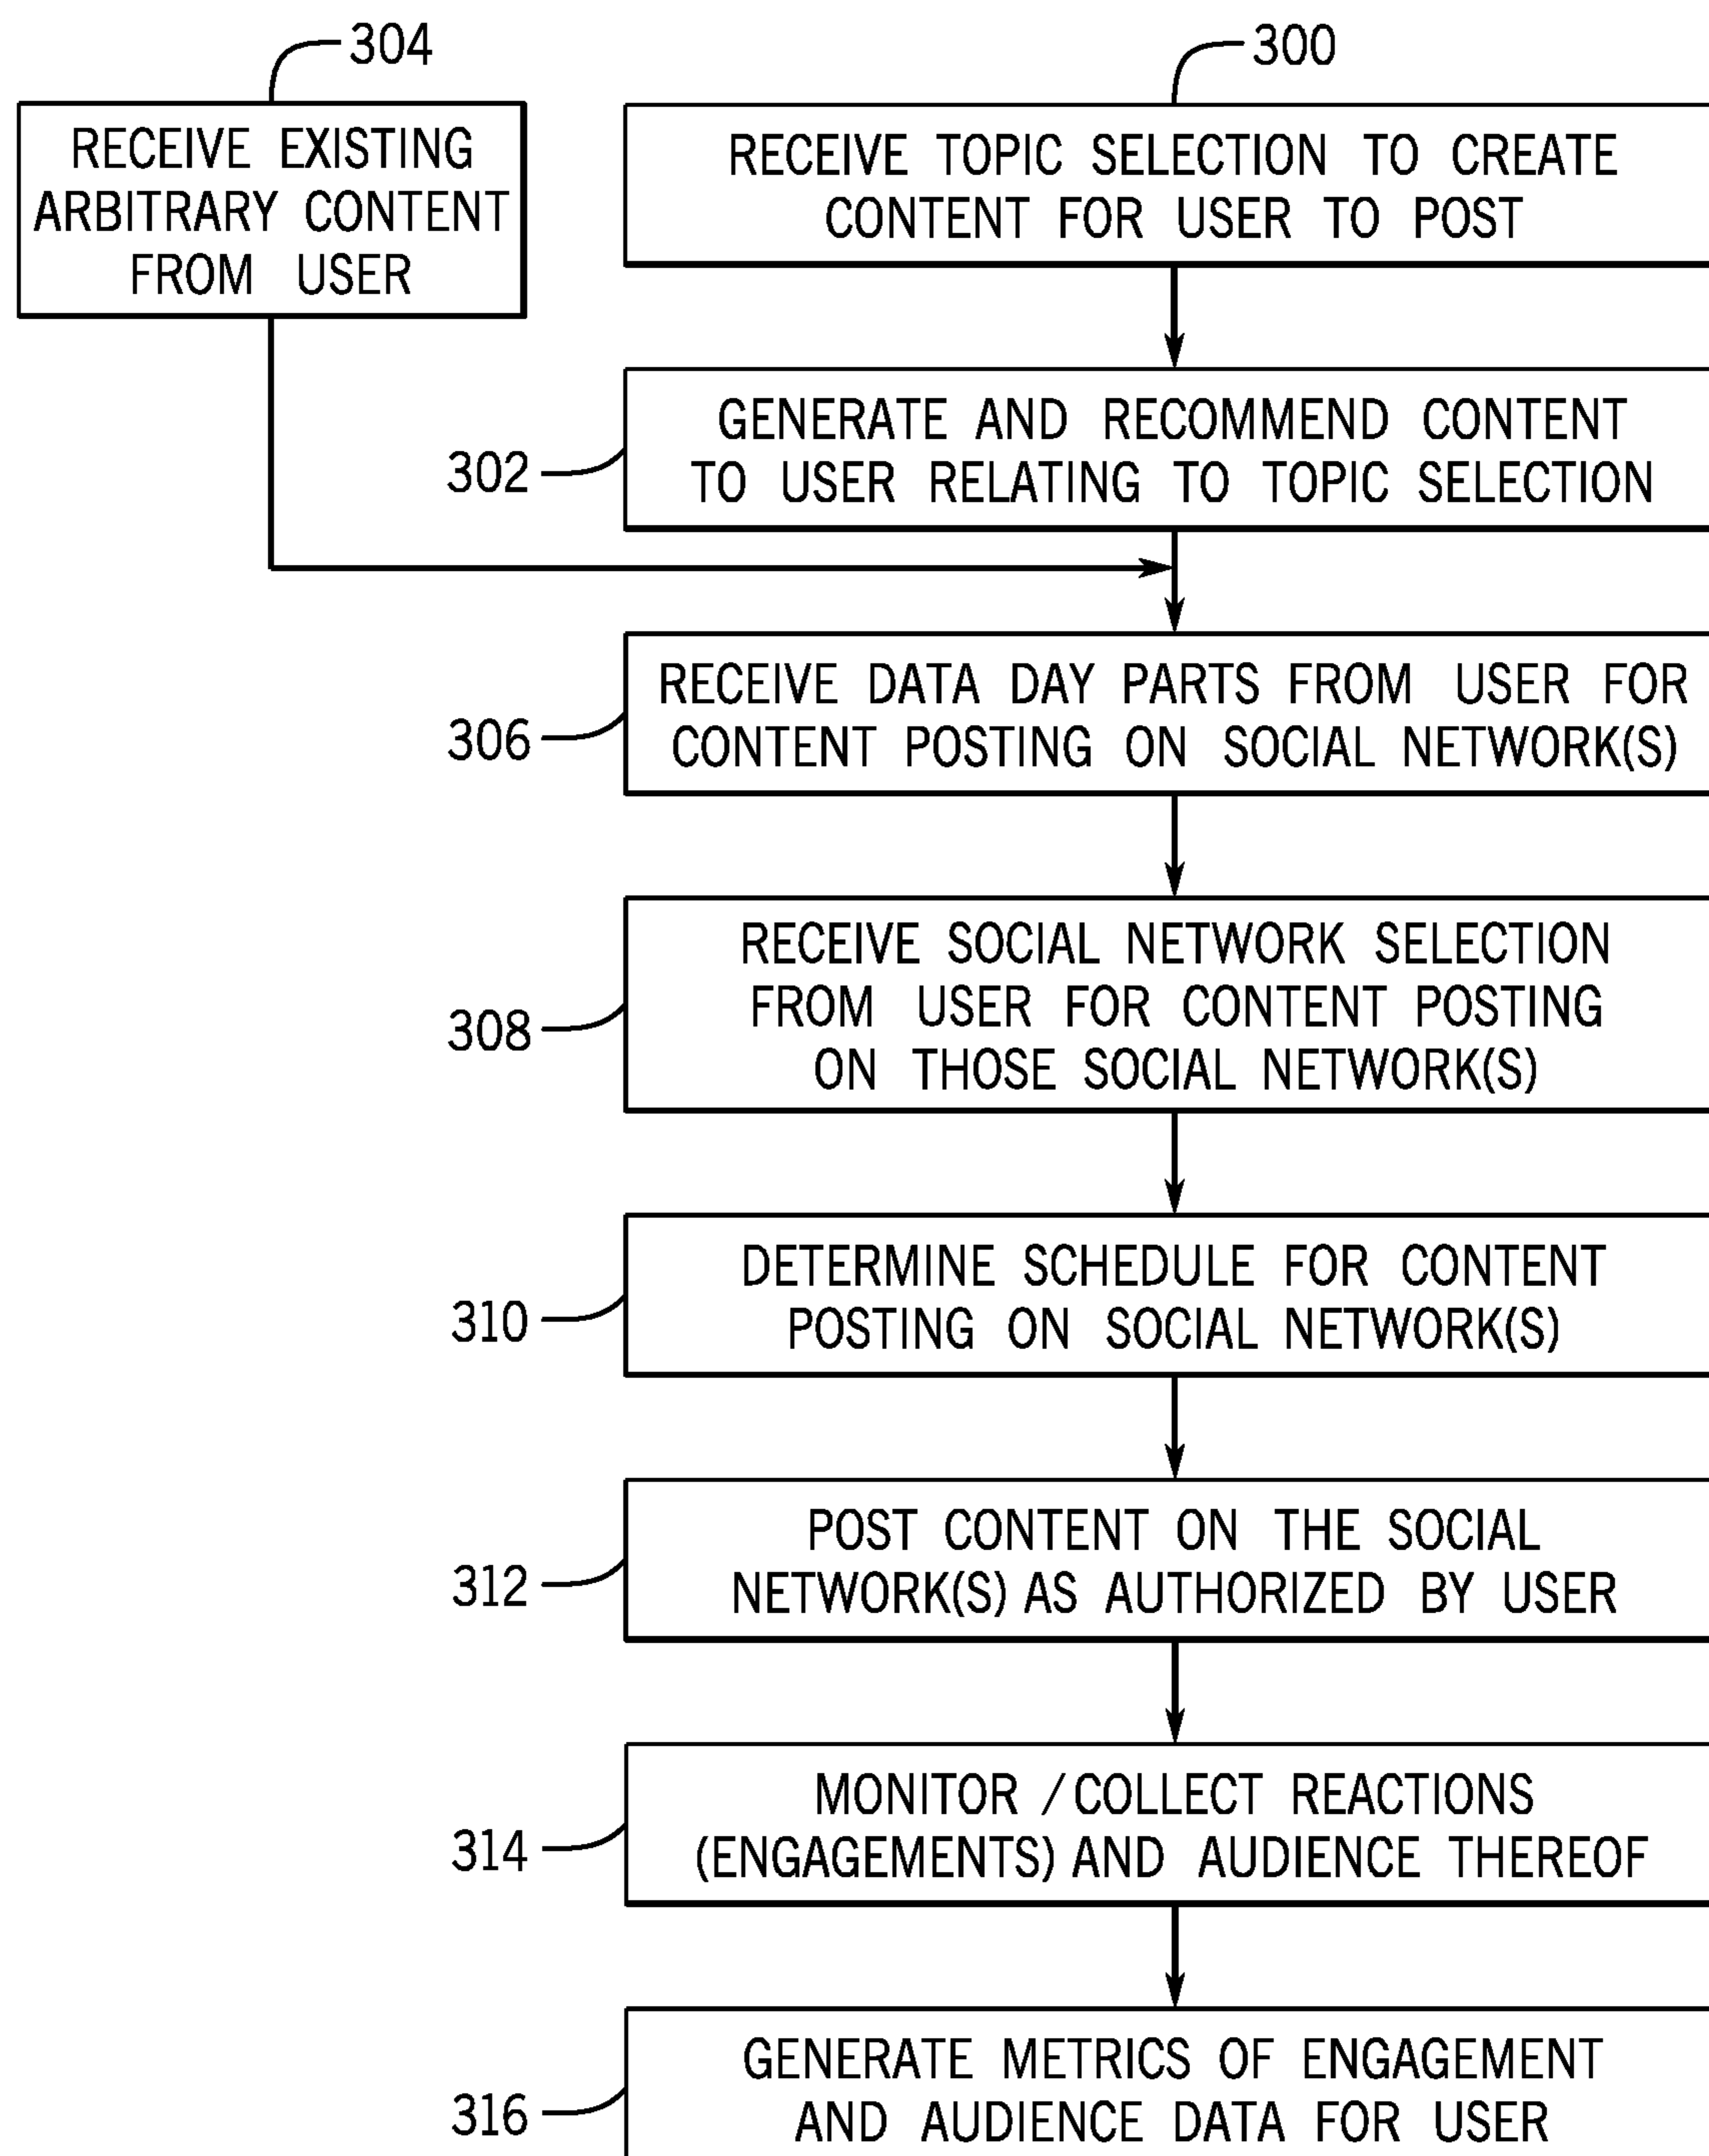 304
RECEIVE EXISTING
ARBITRARY CONTENT
FROM USER
300
RECEIVE TOPIC SELECTION TO CREATE
CONTENT FOR USER TO POST
302
GENERATE AND RECOMMEND CONTENT
TO USER RELATING TO TOPIC SELECTION
306
RECEIVE DATA DAY PARTS FROM USER FOR
CONTENT POSTING ON SOCIAL NETWORK(S)
308
RECEIVE SOCIAL NETWORK SELECTION
FROM USER FOR CONTENT POSTING
ON THOSE SOCIAL NETWORK(S)
310
DETERMINE SCHEDULE FOR CONTENT
POSTING ON SOCIAL NETWORK(S)
312
POST CONTENT ON THE SOCIAL
NETWORK(S) AS AUTHORIZED BY USER
314
MONITOR /COLLECT REACTIONS
(ENGAGEMENTS) AND AUDIENCE THEREOF
316
GENERATE METRICS OF ENGAGEMENT
AND AUDIENCE DATA FOR USER